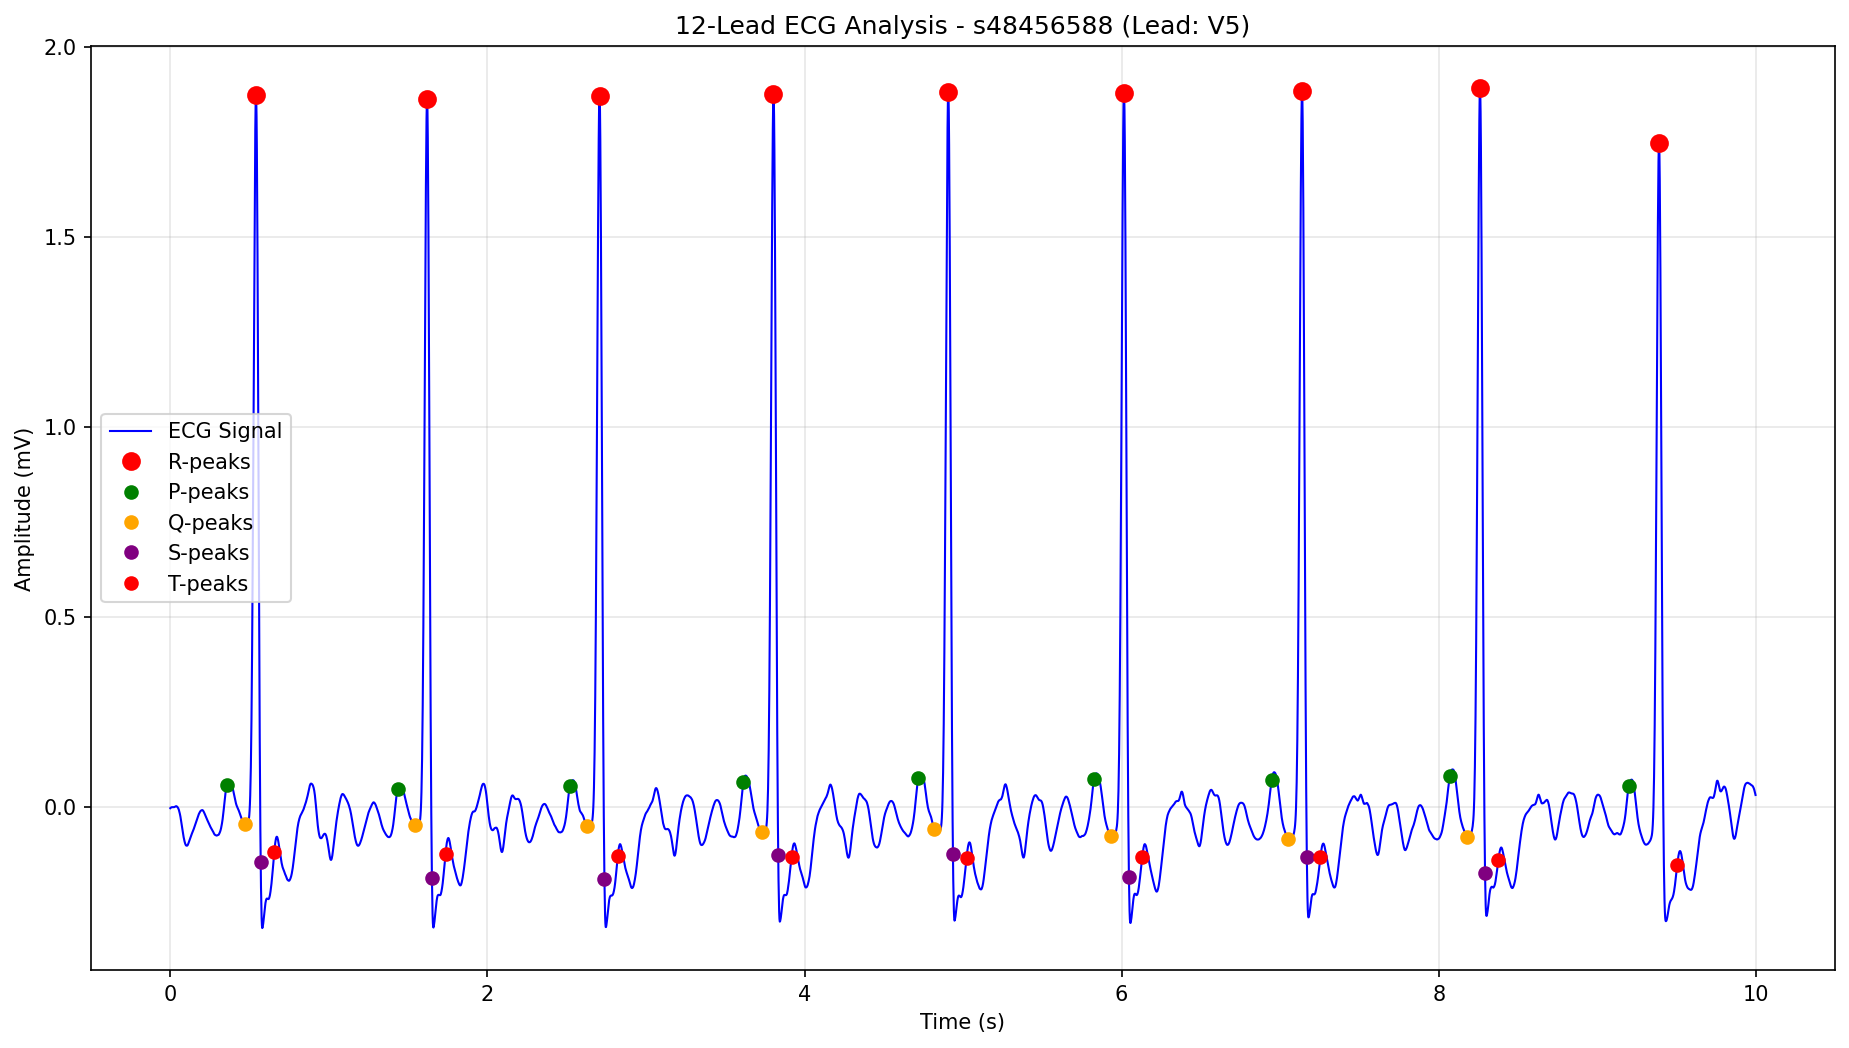 12-Lead ECG Analysis - s48456588 (Lead: V5)
2.0
1.5
1.0
0.5
0.0
Amplitude (mV)
ECG Signal
R-peaks
P-peaks
Q-peaks
S-peaks
T-peaks
0 2 4 6 8 10
Time (s)